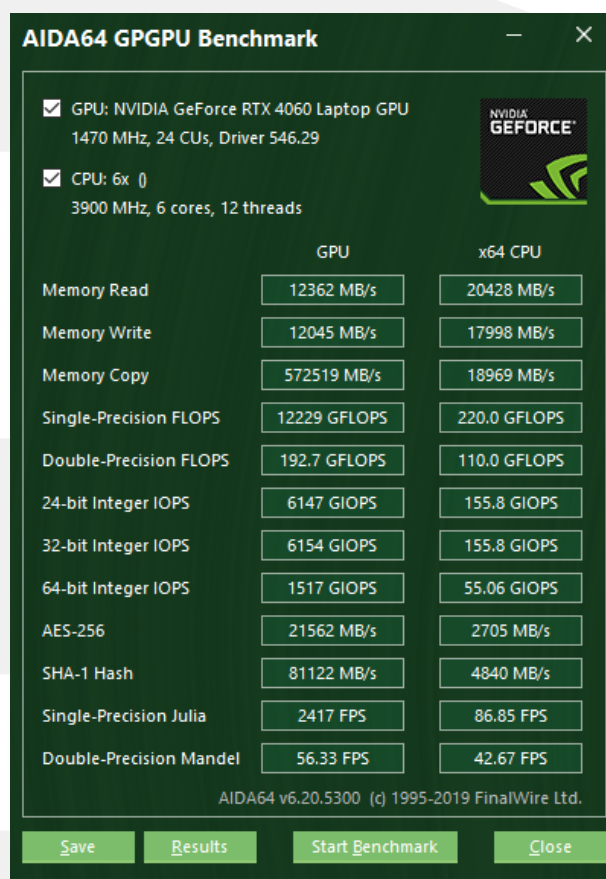 AIDA64 GPGPU Benchmark
GPU: NVIDIA GeForce RTX 4060 Laptop GPU
1470 MHz, 24 CUs, Driver 546.29
NVIDIA
GEFORCE
CPU: 6x ()
3900 MHz, 6 cores, 12 threads
GPU x64 CPU
Memory Read 12362 MB/s 20428 MB/s
Memory Write 12045 MB/s 17998 MB/s
Memory Copy 572519 MB/s 18969 MB/s
Single-Precision FLOPS 12229 GFLOPS 220.0 GFLOPS
Double-Precision FLOPS 192.7 GFLOPS 110.0 GFLOPS
24-bit Integer IOPS 6147 GIOPS 155.8 GIOPS
32-bit Integer IOPS 6154 GIOPS 155.8 GIOPS
64-bit Integer IOPS 1517 GIOPS 55.06 GIOPS
AES-256 21562 MB/s 2705 MB/s
SHA-1 Hash 81122 MB/s 4840 MB/s
Single-Precision Julia 2417 FPS 86.85 FPS
Double-Precision Mandel 56.33 FPS 42.67 FPS
AIDA64 v6.20.5300 (c) 1995-2019 FinalWire Ltd.
Save Results Start Benchmark Close